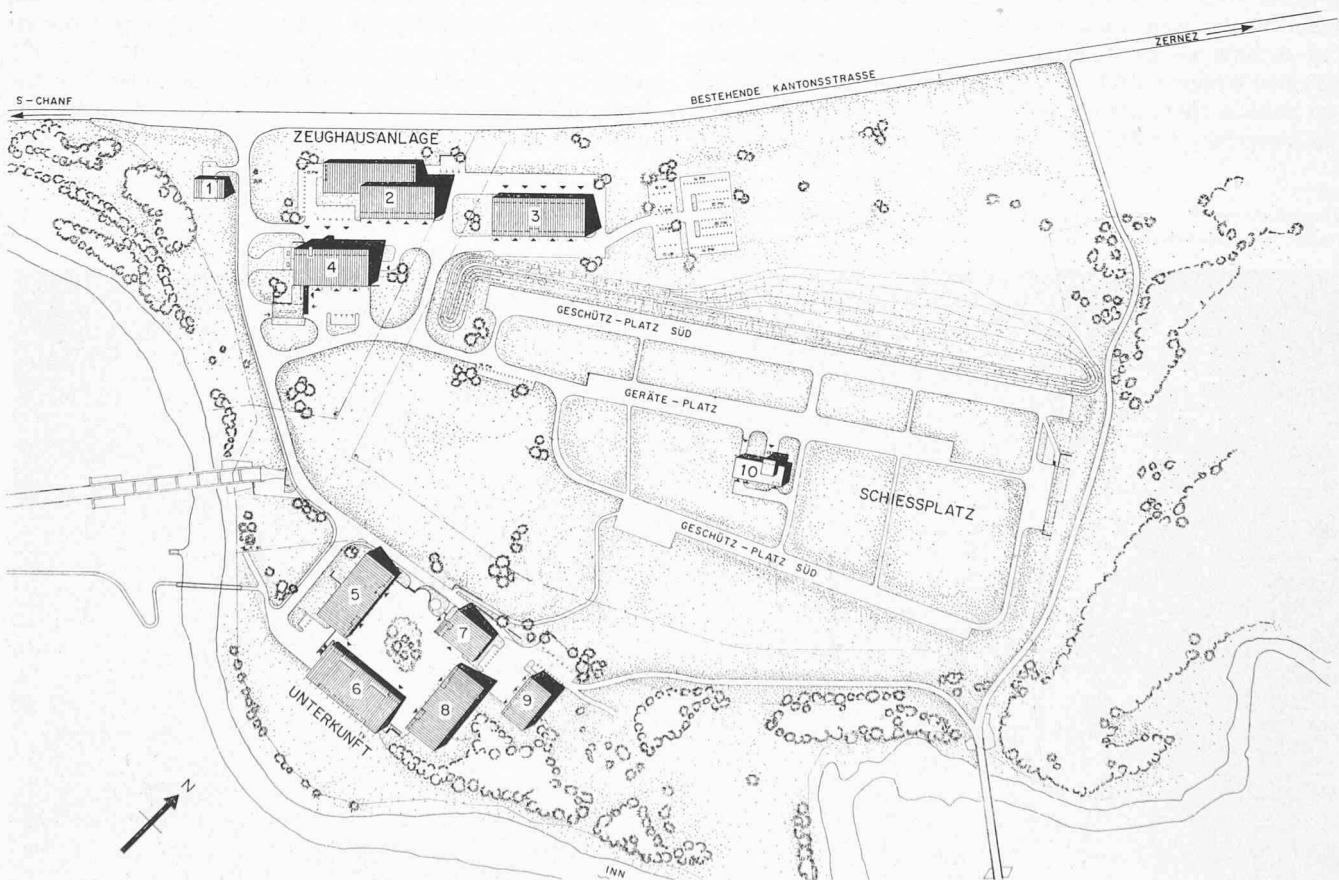 ZERNEZ
S-CHANF
BESTEHENDE KANTONSSTRASSE
ZEUGHAUSANLAGE
1
2
3
4
GESCHÜTZ-PLATZ SÜD
GERÄTE-PLATZ
10
SCHIESSPLATZ
GESCHÜTZ-PLATZ SÜD
5
7
6
8
9
UNTERKUNFT
N
INN